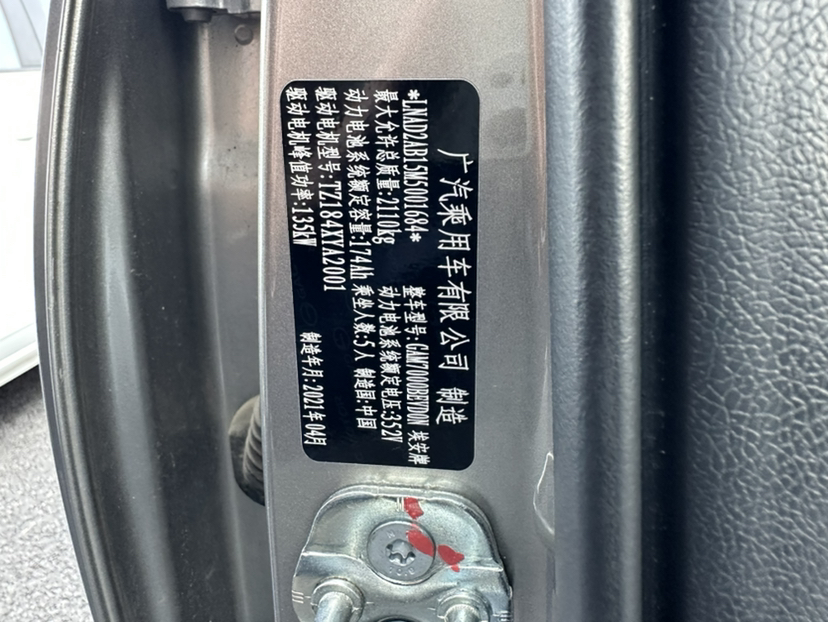 广汽乘用车有限公司 制造
*LNAD2AB15M5001684* 整车型号:GAM7000BEVD0N 埃安牌
最大允许总质量:2110kg 动力电池系统额定电压:352V
动力电池系统额定容量:174Ah 乘坐人数:5人 制造国:中国
驱动电机型号:TZ184XYA2001
驱动电机峰值功率:135kW 制造年月:2021年04月